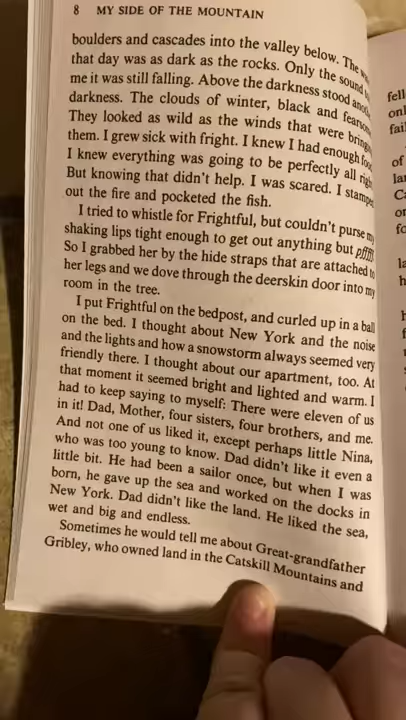 8 MY SIDE OF THE MOUNTAIN
boulders and cascades into the valley below. The
that day was as dark as the rocks. Only the sound
me it was still falling. Above the darkness stood
darkness. The clouds of winter, black and
They looked as wild as the winds that were
them. I grew sick with fright. I knew I had enough
I knew everything was going to be perfectly all
But knowing that didn't help. I was scared. I
out the fire and pocketed the fish.
I tried to whistle for Frightful, but couldn't purse my
shaking lips tight enough to get out anything but
So I grabbed her by the hide straps that are attached to
her legs and we dove through the deerskin door into my
room in the tree.
I put Frightful on the bedpost, and curled up in a ball
on the bed. I thought about New York and the noise
and the lights and how a snowstorm always seemed very
friendly there. I thought about our apartment, too. At
that moment it seemed bright and lighted and warm. I
had to keep saying to myself: There were eleven of us
in it! Dad, Mother, four sisters, four brothers, and me.
And not one of us liked it, except perhaps little Nina,
who was too young to know. Dad didn't like it even a
little bit. He had been a sailor once, but when I was
born, he gave up the sea and worked on the docks in
New York. Dad didn't like the land. He liked the sea,
wet and big and endless.
Sometimes he would tell me about Great-grandfather
Gribley, who owned land in the Catskill Mountains and